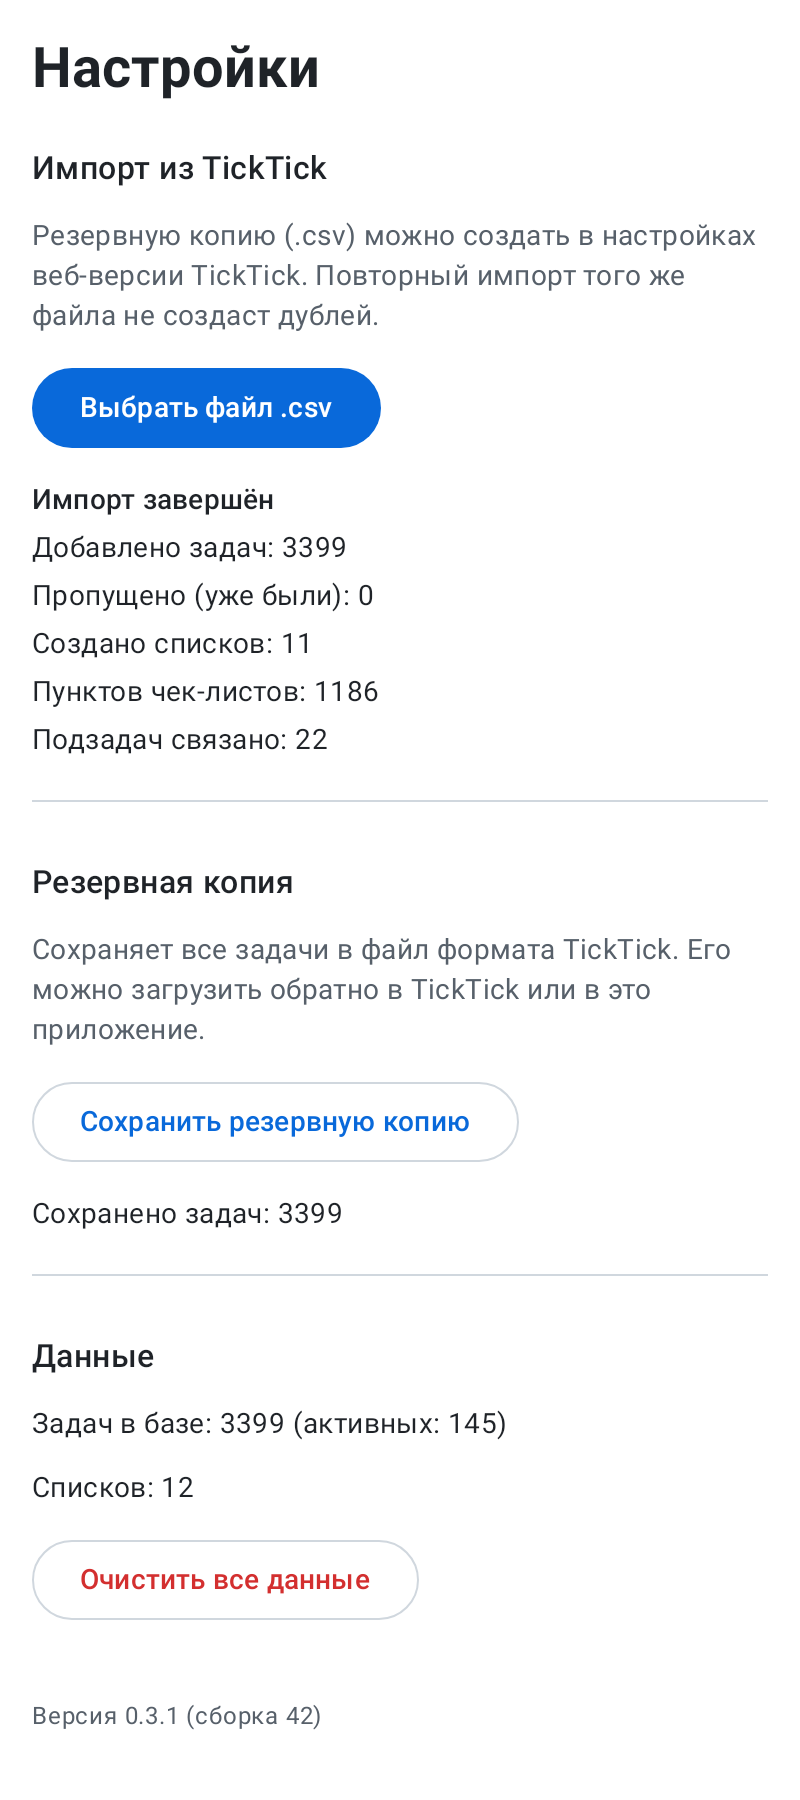 Настройки
Импорт из TickTick
Резервную копию (.csv) можно создать в настройках
веб-версии TickTick. Повторный импорт того же
файла не создаст дублей.
Выбрать файл .csv
Импорт завершён
Добавлено задач: 3399
Пропущено (уже были): 0
Создано списков: 11
Пунктов чек-листов: 1186
Подзадач связано: 22
Резервная копия
Сохраняет все задачи в файл формата TickTick. Его
можно загрузить обратно в TickTick или в это
приложение.
Сохранить резервную копию
Сохранено задач: 3399
Данные
Задач в базе: 3399 (активных: 145)
Списков: 12
Очистить все данные
Версия 0.3.1 (сборка 42)